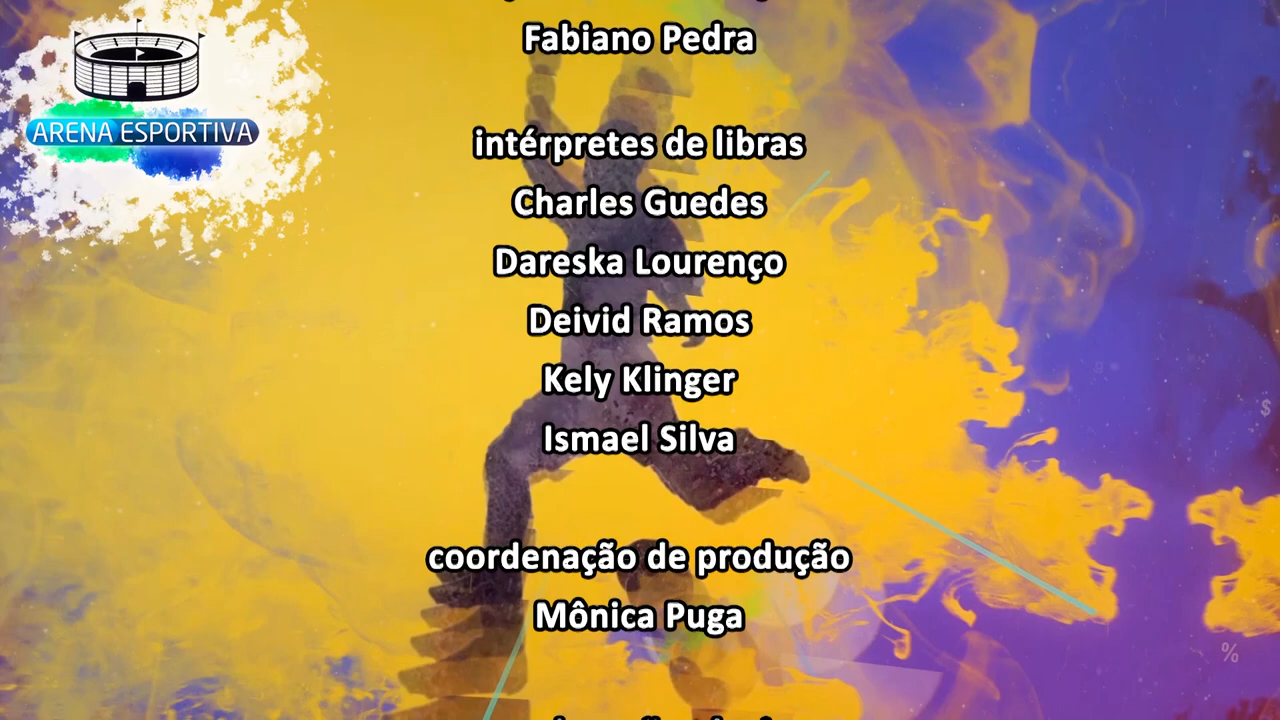 ARENA ESPORTIVA
Fabiano Pedra
intérpretes de libras
Charles Guedes
Dareska Lourenço
Deivid Ramos
Kely Klinger
Ismael Silva
coordenação de produção
Mônica Puga
$
%